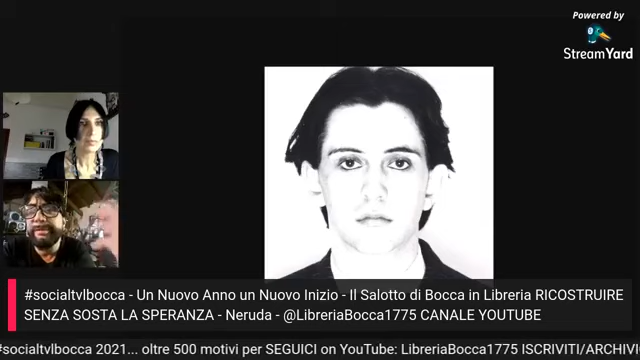 Powered by
StreamYard
#socialtvlbocca - Un Nuovo Anno un Nuovo Inizio - Il Salotto di Bocca in Libreria RICOSTRUIRE
SENZA SOSTA LA SPERANZA - Neruda - @LibreriaBocca1775 CANALE YOUTUBE
#socialtvlbocca 2021... oltre 500 motivi per SEGUICI on YouTube: LibreriaBocca1775 ISCRIVITI/ARCHIVI